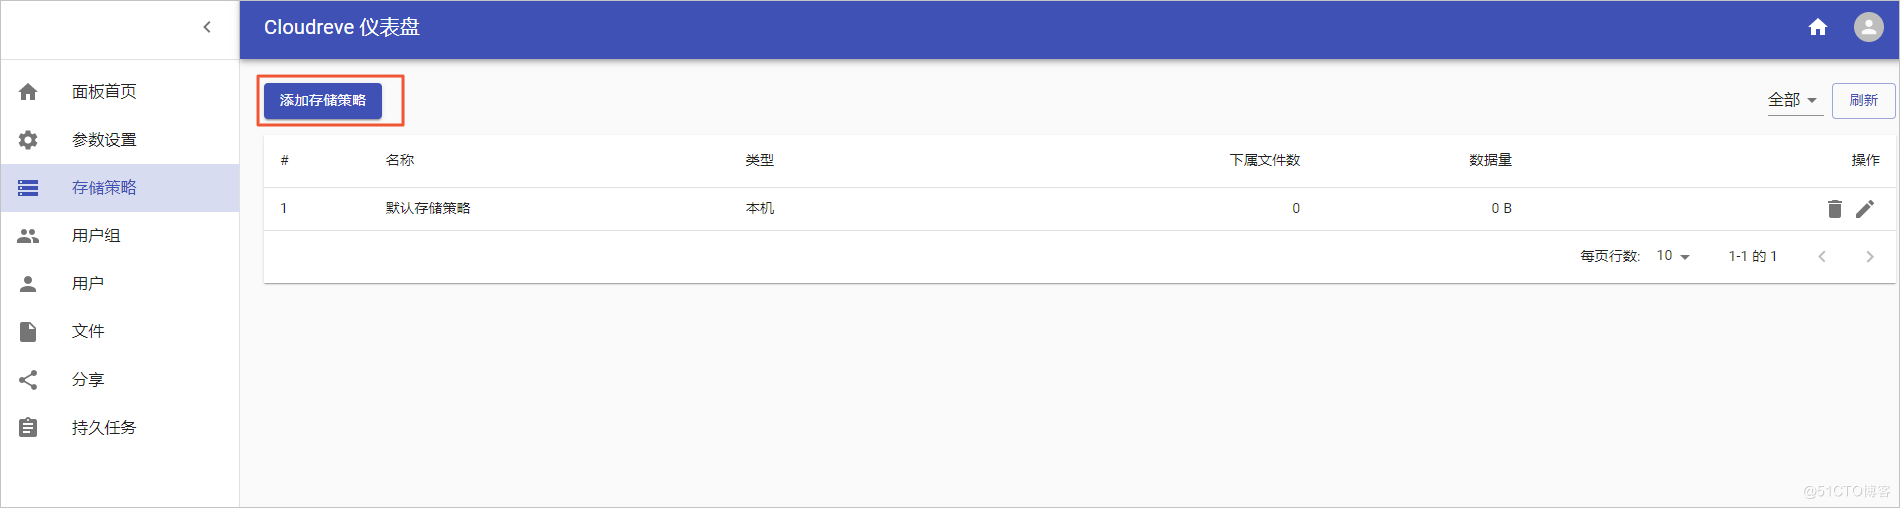 Cloudreve 仪表盘
面板首页
参数设置
存储策略
用户组
用户
文件
分享
持久任务
添加存储策略
全部
刷新
# 名称 类型 下属文件数 数据量 操作
1 默认存储策略 本机 0 0 B
每页行数: 10 1-1 的 1
@51CTO博客